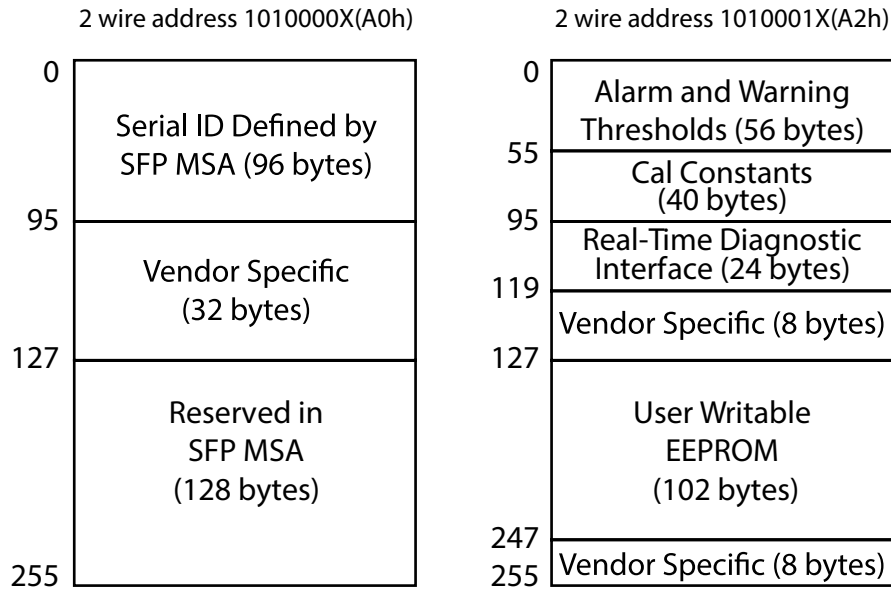 2 wire address 1010000X(A0h)
0
Serial ID Defined by
SFP MSA (96 bytes)
95
Vendor Specific
(32 bytes)
127
Reserved in
SFP MSA
(128 bytes)
255
2 wire address 1010001X(A2h)
0
Alarm and Warning
Thresholds (56 bytes)
55
Cal Constants
(40 bytes)
95
Real-Time Diagnostic
Interface (24 bytes)
119
Vendor Specific (8 bytes)
127
User Writable
EEPROM
(102 bytes)
247
Vendor Specific (8 bytes)
255